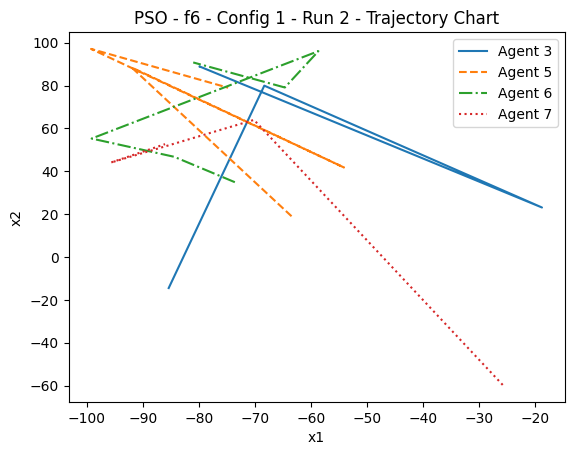 PSO - f6 - Config 1 - Run 2 - Trajectory Chart
Agent 3
Agent 5
Agent 6
Agent 7
x2
100
80
60
40
20
0
−20
−40
−60
−100
−90
−80
−70
−60
−50
−40
−30
−20
x1